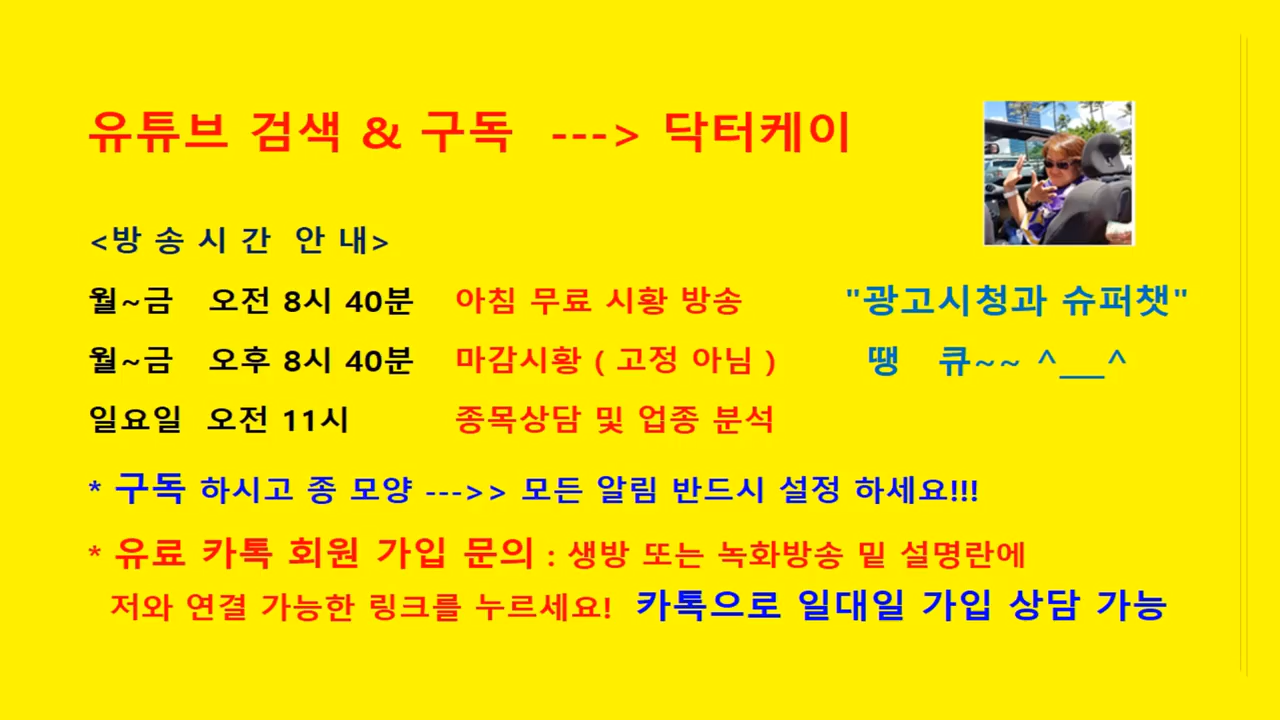 유튜브 검색 & 구독 ---> 닥터케이
<방 송 시 간 안 내>
월~금 오전 8시 40분 아침 무료 시황 방송 "광고시청과 슈퍼챗"
월~금 오후 8시 40분 마감시황 ( 고정 아님 ) 땡 큐~~ ^__^
일요일 오전 11시 종목상담 및 업종 분석
* 구독 하시고 종 모양 --->> 모든 알림 반드시 설정 하세요!!!
* 유료 카톡 회원 가입 문의 : 생방 또는 녹화방송 밑 설명란에
저와 연결 가능한 링크를 누르세요! 카톡으로 일대일 가입 상담 가능